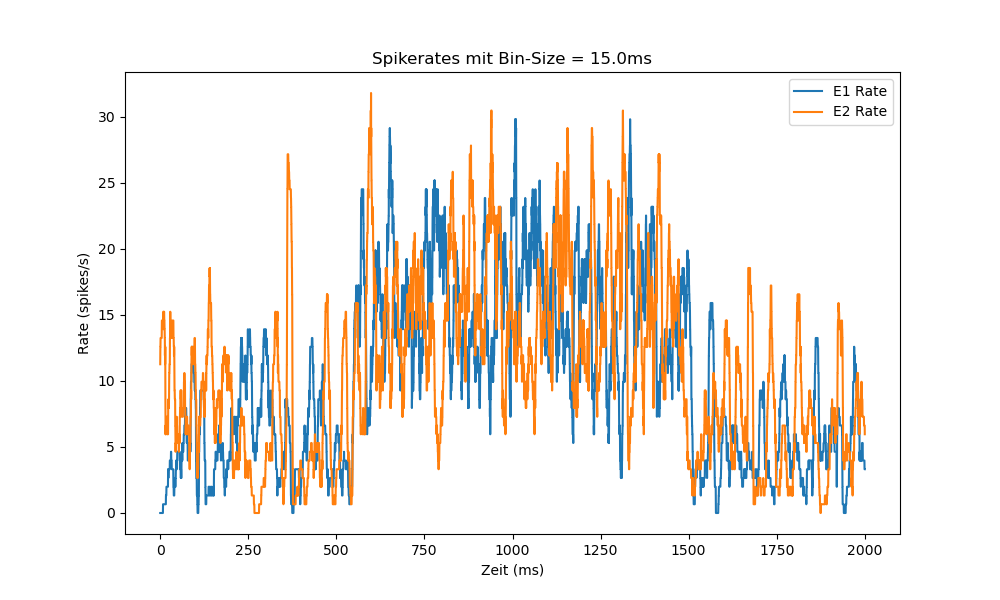 Spikerates mit Bin-Size = 15.0ms
E1 Rate
E2 Rate
30
25
20
15
10
5
0
Rate (spikes/s)
0 250 500 750 1000 1250 1500 1750 2000
Zeit (ms)